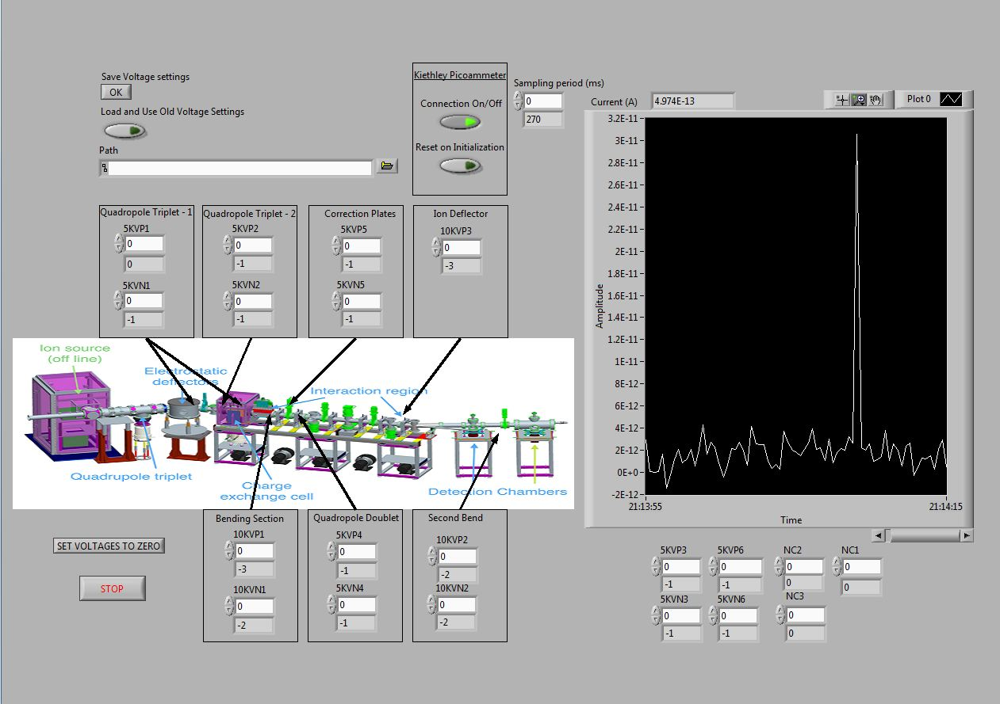 Save Voltage settings
OK
Load and Use Old Voltage Settings
Path
Kiethley Picoammeter
Connection On/Off
Reset on Initialization
Sampling period (ms)
0
270
Current (A)
4.974E-13
Plot 0
Quadropole Triplet - 1
5KVP1
0
0
5KVN1
0
-1
Quadropole Triplet - 2
5KVP2
0
-1
5KVN2
0
-1
Correction Plates
5KVP5
0
-1
5KVN5
0
-1
Ion Deflector
10KVP3
0
-3
Amplitude
3.2E-11
3E-11
2.8E-11
2.6E-11
2.4E-11
2.2E-11
2E-11
1.8E-11
1.6E-11
1.4E-11
1.2E-11
1E-11
8E-12
6E-12
4E-12
2E-12
0E+0
-2E-12
21:13:55
21:14:15
Time
Ion source
(off line)
Electrostatic
deflectors
Interaction region
Quadrupole triplet
Charge
exchange cell
Detection Chambers
SET VOLTAGES TO ZERO
STOP
Bending Section
10KVP1
0
-3
10KVN1
0
-2
Quadropole Doublet
5KVP4
0
-1
5KVN4
0
-1
Second Bend
10KVP2
0
-2
10KVN2
0
-2
5KVP3
0
-1
5KVN3
0
-1
5KVP6
0
-1
5KVN6
0
-1
NC2
0
0
NC3
0
0
NC1
0
0